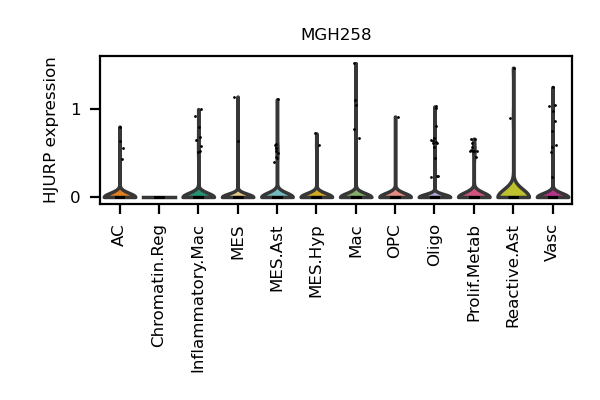 MGH258
HJURP expression
1
0
AC
Chromatin.Reg
Inflammatory.Mac
MES
MES.Ast
MES.Hyp
Mac
OPC
Oligo
Prolif.Metab
Reactive.Ast
Vasc